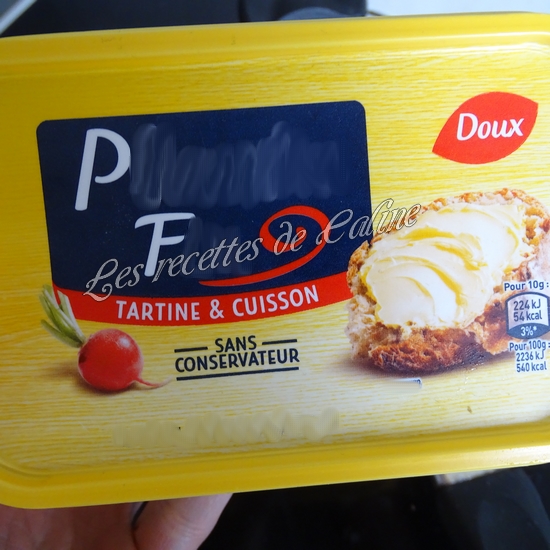 Doux
P
F
Les recettes de Caline
TARTINE & CUISSON
SANS
CONSERVATEUR
Pour 10g :
224 kJ
54 kcal
3%*
Pour 100g :
2236 kJ
540 kcal